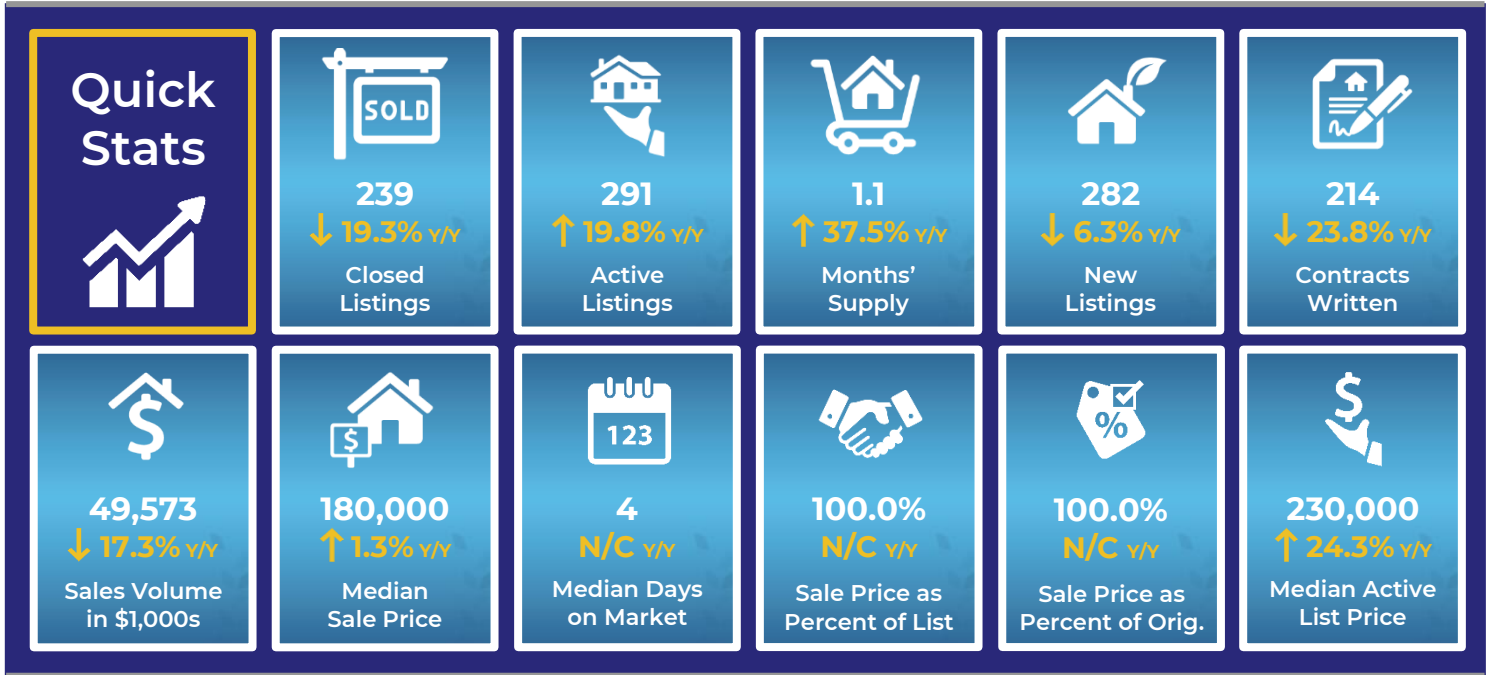 Quick
Stats
SOLD
239
↓ 19.3% Y/Y
Closed
Listings
291
↑ 19.8% Y/Y
Active
Listings
1.1
↑ 37.5% Y/Y
Months’
Supply
282
↓ 6.3% Y/Y
New
Listings
214
↓ 23.8% Y/Y
Contracts
Written
$
49,573
↓ 17.3% Y/Y
Sales Volume
in $1,000s
$
180,000
↑ 1.3% Y/Y
Median
Sale Price
123
4
N/C Y/Y
Median Days
on Market
100.0%
N/C Y/Y
Sale Price as
Percent of List
%
100.0%
N/C Y/Y
Sale Price as
Percent of Orig.
$
230,000
↑ 24.3% Y/Y
Median Active
List Price